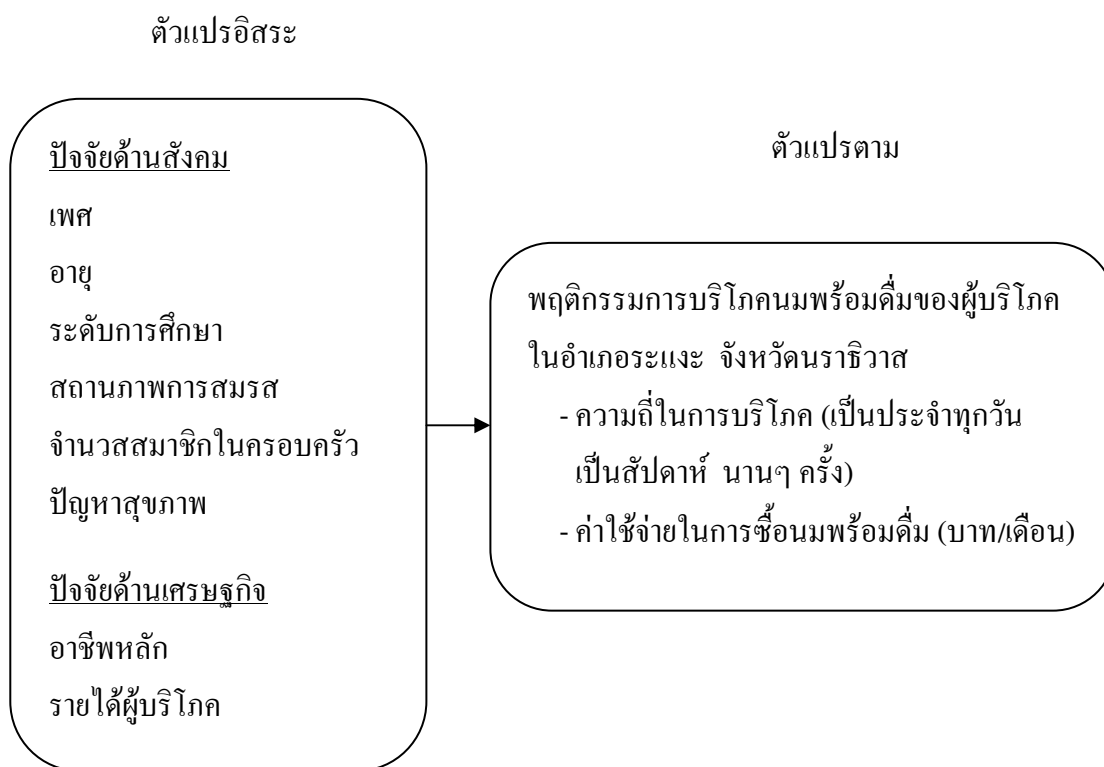 ตัวแปรอิสระ
ปัจจัยด้านสังคม
เพศ
อายุ
ระดับการศึกษา
สถานภาพการสมรส
จำนวสสมาชิกในครอบครัว
ปัญหาสุขภาพ
ปัจจัยด้านเศรษฐกิจ
อาชีพหลัก
รายได้ผู้บริโภค
ตัวแปรตาม
พฤติกรรมการบริโภคนมพร้อมดื่มของผู้บริโภค
ในอำเภอระแงะ จังหวัดนราธิวาส
- ความถี่ในการบริโภค (เป็นประจำทุกวัน
เป็นสัปดาห์ นานๆ ครั้ง)
- ค่าใช้จ่ายในการซื้อนมพร้อมดื่ม (บาท/เดือน)